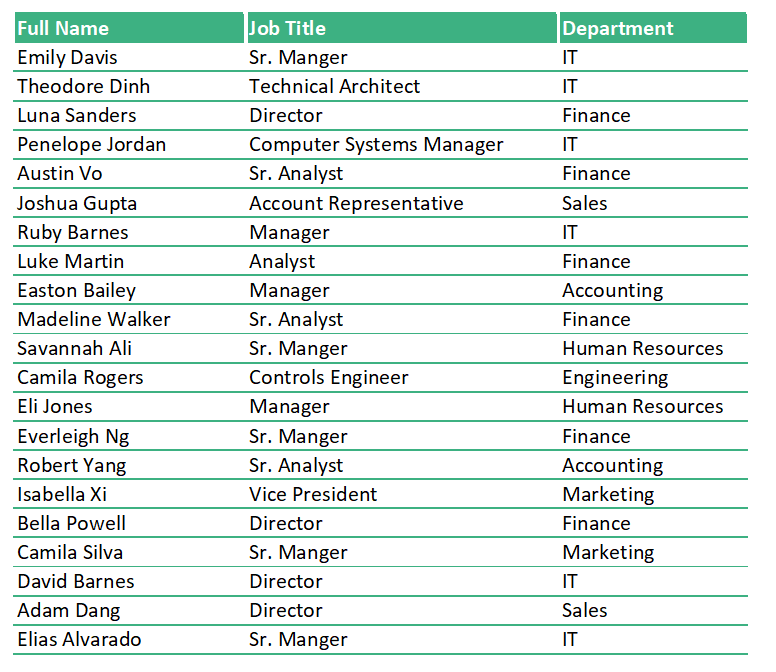 Full Name Job Title Department
Emily Davis Sr. Manger IT
Theodore Dinh Technical Architect IT
Luna Sanders Director Finance
Penelope Jordan Computer Systems Manager IT
Austin Vo Sr. Analyst Finance
Joshua Gupta Account Representative Sales
Ruby Barnes Manager IT
Luke Martin Analyst Finance
Easton Bailey Manager Accounting
Madeline Walker Sr. Analyst Finance
Savannah Ali Sr. Manger Human Resources
Camila Rogers Controls Engineer Engineering
Eli Jones Manager Human Resources
Everleigh Ng Sr. Manger Finance
Robert Yang Sr. Analyst Accounting
Isabella Xi Vice President Marketing
Bella Powell Director Finance
Camila Silva Sr. Manger Marketing
David Barnes Director IT
Adam Dang Director Sales
Elias Alvarado Sr. Manger IT